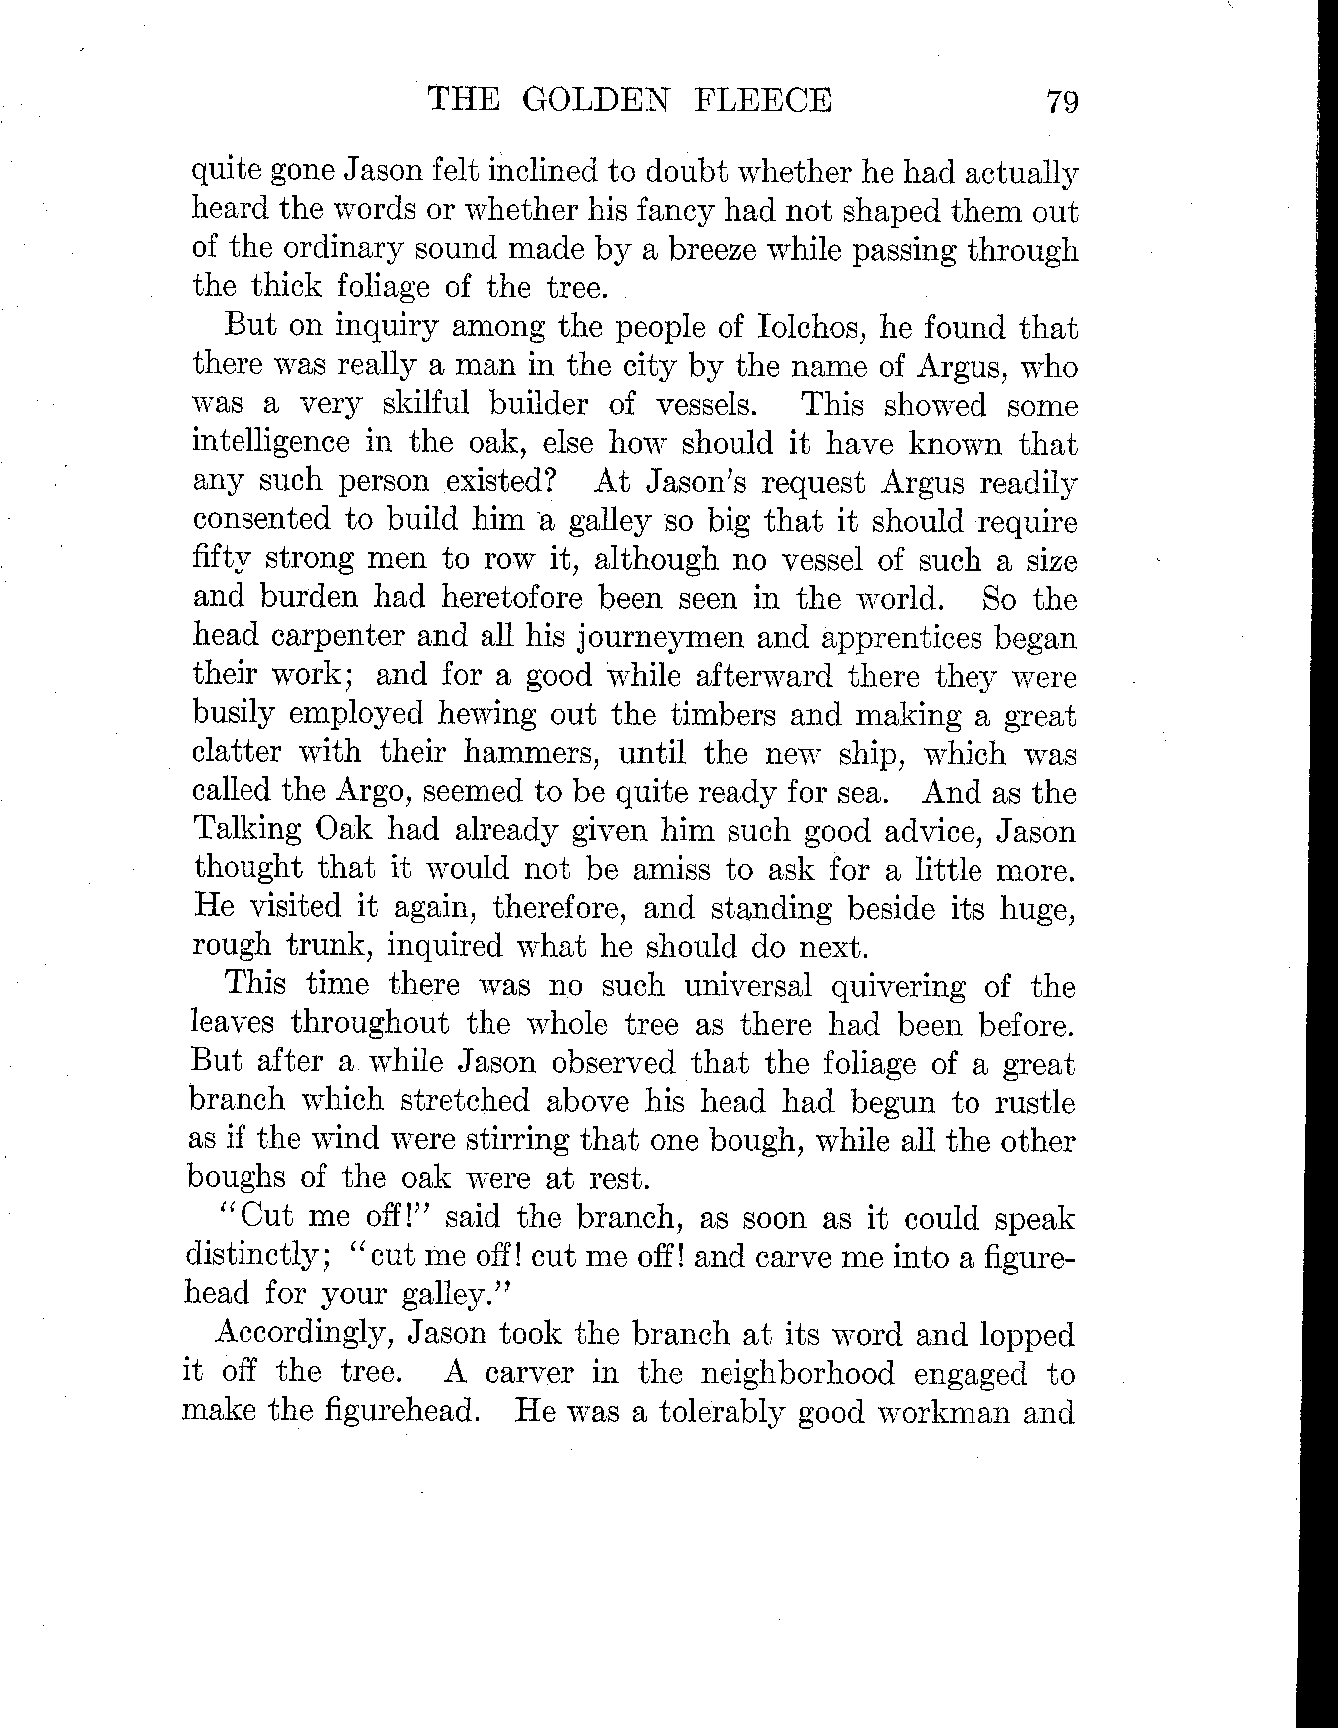 THE GOLDEN FLEECE 79
quite gone Jason felt inclined to doubt whether he had actually
heard the words or whether his fancy had not shaped them out
of the ordinary sound made by a breeze while passing through
the thick foliage of the tree.
But on inquiry among the people of Iolchos, he found that
there was really a man in the city by the name of Argus, who
was a very skilful builder of vessels. This showed some
intelligence in the oak, else how should it have known that
any such person existed? At Jason's request Argus readily
consented to build him a galley so big that it should require
fifty strong men to row it, although no vessel of such a size
and burden had heretofore been seen in the world. So the
head carpenter and all his journeymen and apprentices began
their work; and for a good while afterward there they were
busily employed hewing out the timbers and making a great
clatter with their hammers, until the new ship, which was
called the Argo, seemed to be quite ready for sea. And as the
Talking Oak had already given him such good advice, Jason
thought that it would not be amiss to ask for a little more.
He visited it again, therefore, and standing beside its huge,
rough trunk, inquired what he should do next.
This time there was no such universal quivering of the
leaves throughout the whole tree as there had been before.
But after a while Jason observed that the foliage of a great
branch which stretched above his head had begun to rustle
as if the wind were stirring that one bough, while all the other
boughs of the oak were at rest.
"Cut me off!" said the branch, as soon as it could speak
distinctly; "cut me off! cut me off! and carve me into a figure-
head for your galley."
Accordingly, Jason took the branch at its word and lopped
it off the tree. A carver in the neighborhood engaged to
make the figurehead. He was a tolerably good workman and